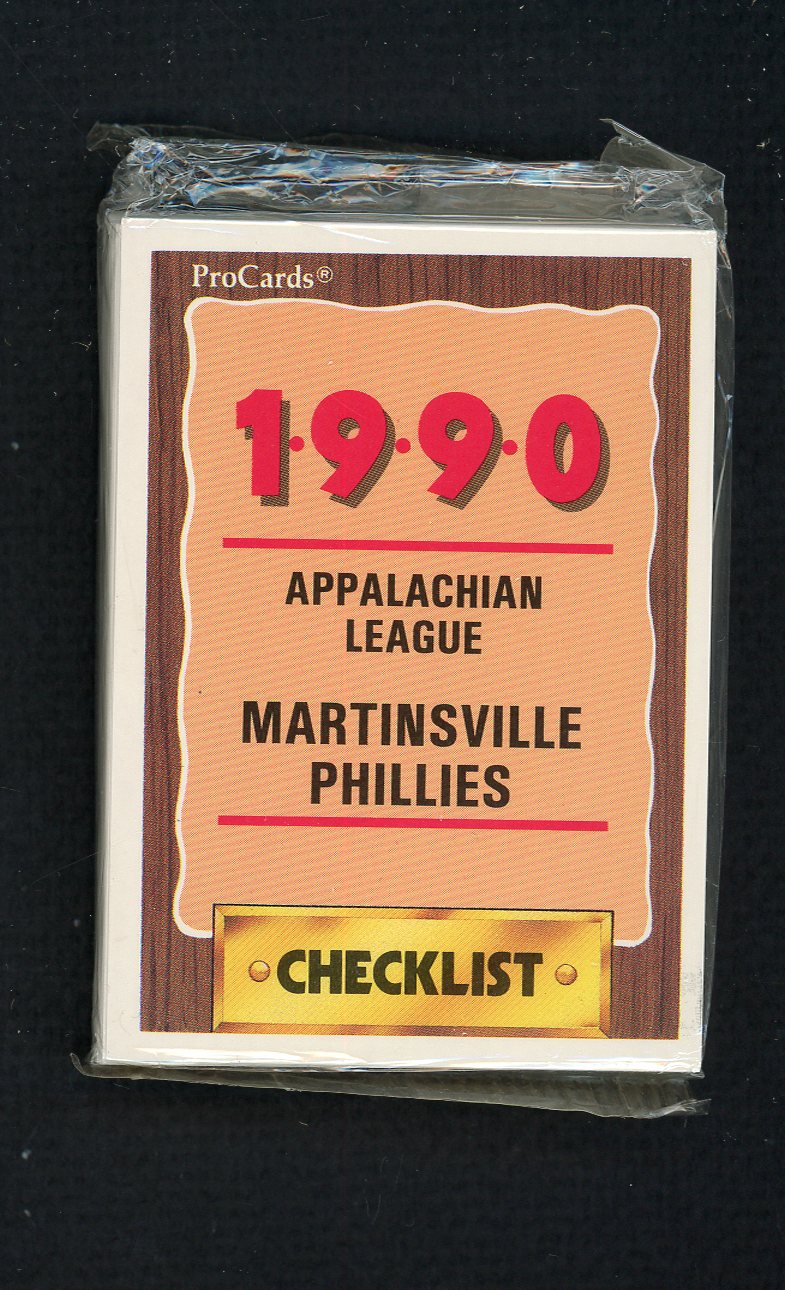 ProCards®
1·9·9·0
APPALACHIAN
LEAGUE
MARTINSVILLE
PHILLIES
CHECKLIST